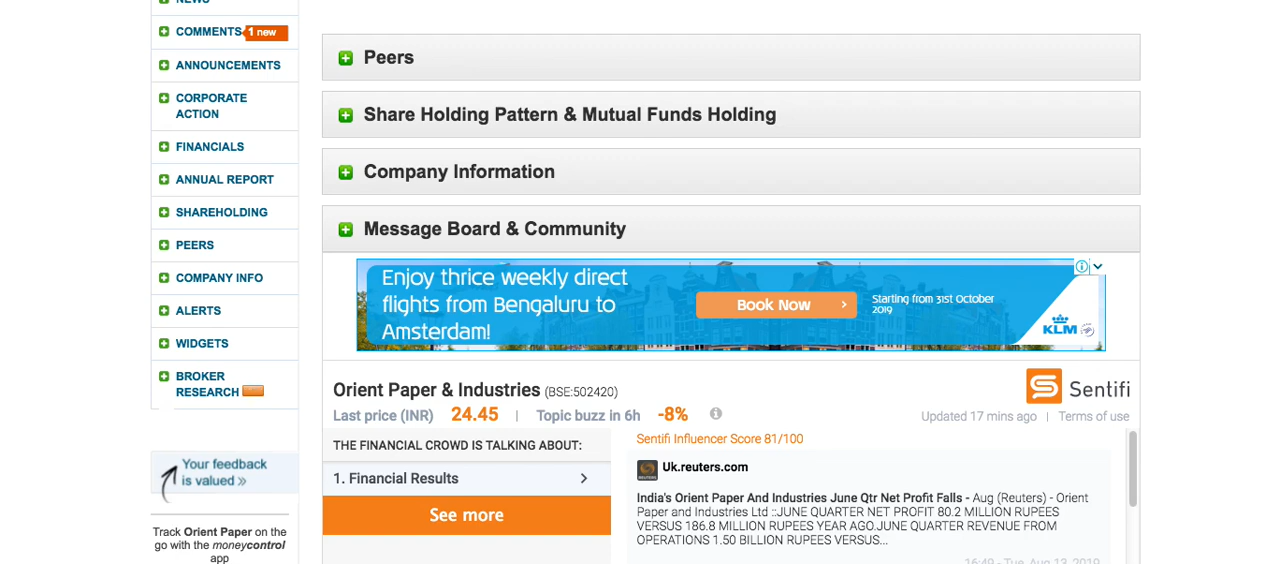 NEWS
COMMENTS 1 new
ANNOUNCEMENTS
CORPORATE
ACTION
FINANCIALS
ANNUAL REPORT
SHAREHOLDING
PEERS
COMPANY INFO
ALERTS
WIDGETS
BROKER
RESEARCH
Your feedback
is valued »
Track Orient Paper on the
go with the moneycontrol
app
Peers
Share Holding Pattern & Mutual Funds Holding
Company Information
Message Board & Community
Enjoy thrice weekly direct
flights from Bengaluru to
Amsterdam!
Book Now
Starting from 31st October
2019
KLM
Orient Paper & Industries (BSE:502420)
Last price (INR) 24.45 | Topic buzz in 6h -8%
Sentifi
Updated 17 mins ago | Terms of use
THE FINANCIAL CROWD IS TALKING ABOUT:
1. Financial Results
See more
Sentifi Influencer Score 81/100
Uk.reuters.com
India's Orient Paper And Industries June Qtr Net Profit Falls - Aug (Reuters) - Orient
Paper and Industries Ltd ::JUNE QUARTER NET PROFIT 80.2 MILLION RUPEES
VERSUS 186.8 MILLION RUPEES YEAR AGO.JUNE QUARTER REVENUE FROM
OPERATIONS 1.50 BILLION RUPEES VERSUS...
16:49 - Tue, Aug 13, 2019